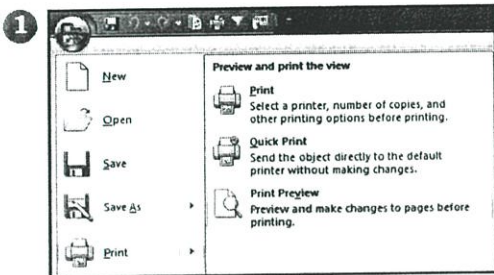 1
New
Open
Save
Save As
Print
Preview and print the view
Print
Select a printer, number of copies, and
other printing options before printing.
Quick Print
Send the object directly to the default
printer without making changes.
Print Preview
Preview and make changes to pages before
printing.